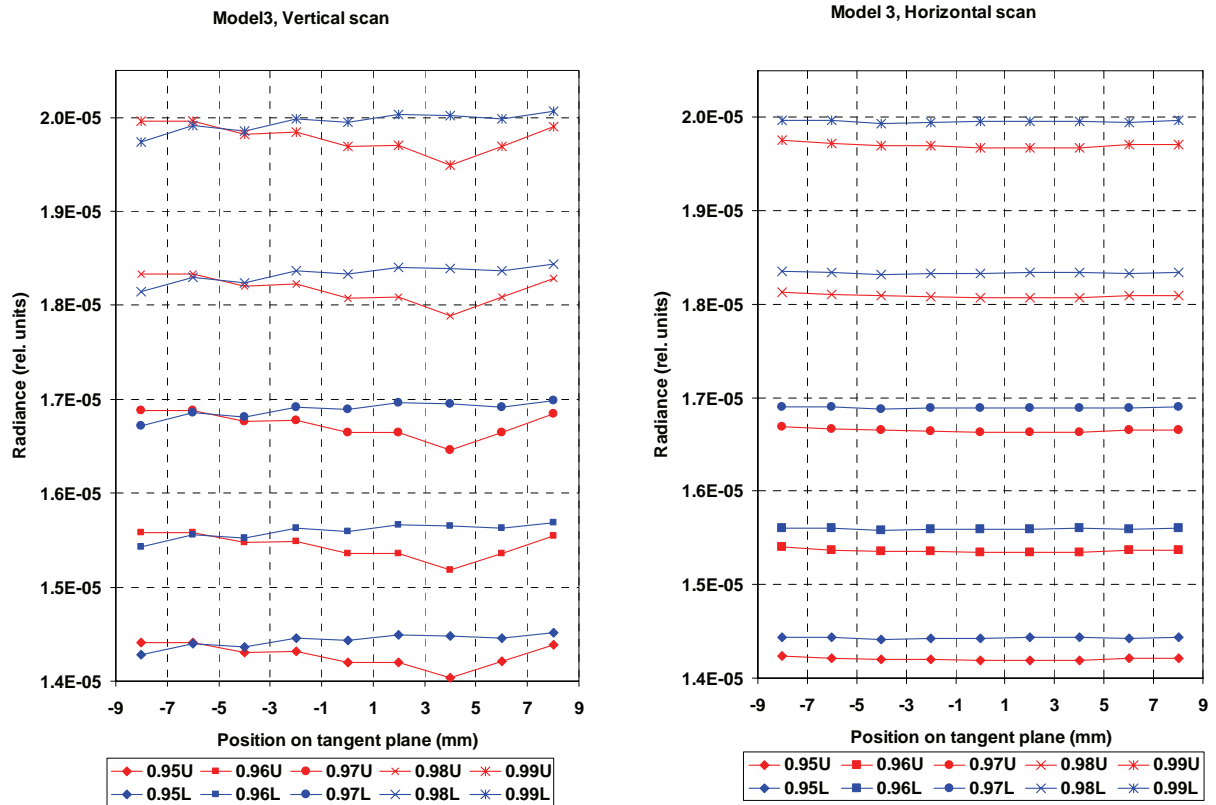 Model3, Vertical scan
2.0E-05
1.9E-05
1.8E-05
1.7E-05
1.6E-05
1.5E-05
1.4E-05
Radiance (rel. units)
-9 -7 -5 -3 -1 1 3 5 7 9
Position on tangent plane (mm)
0.95U 0.96U 0.97U 0.98U 0.99U
0.95L 0.96L 0.97L 0.98L 0.99L
Model 3, Horizontal scan
2.0E-05
1.9E-05
1.8E-05
1.7E-05
1.6E-05
1.5E-05
1.4E-05
Radiance (rel. units)
-9 -7 -5 -3 -1 1 3 5 7 9
Position on tangent plane (mm)
0.95U 0.96U 0.97U 0.98U 0.99U
0.95L 0.96L 0.97L 0.98L 0.99L